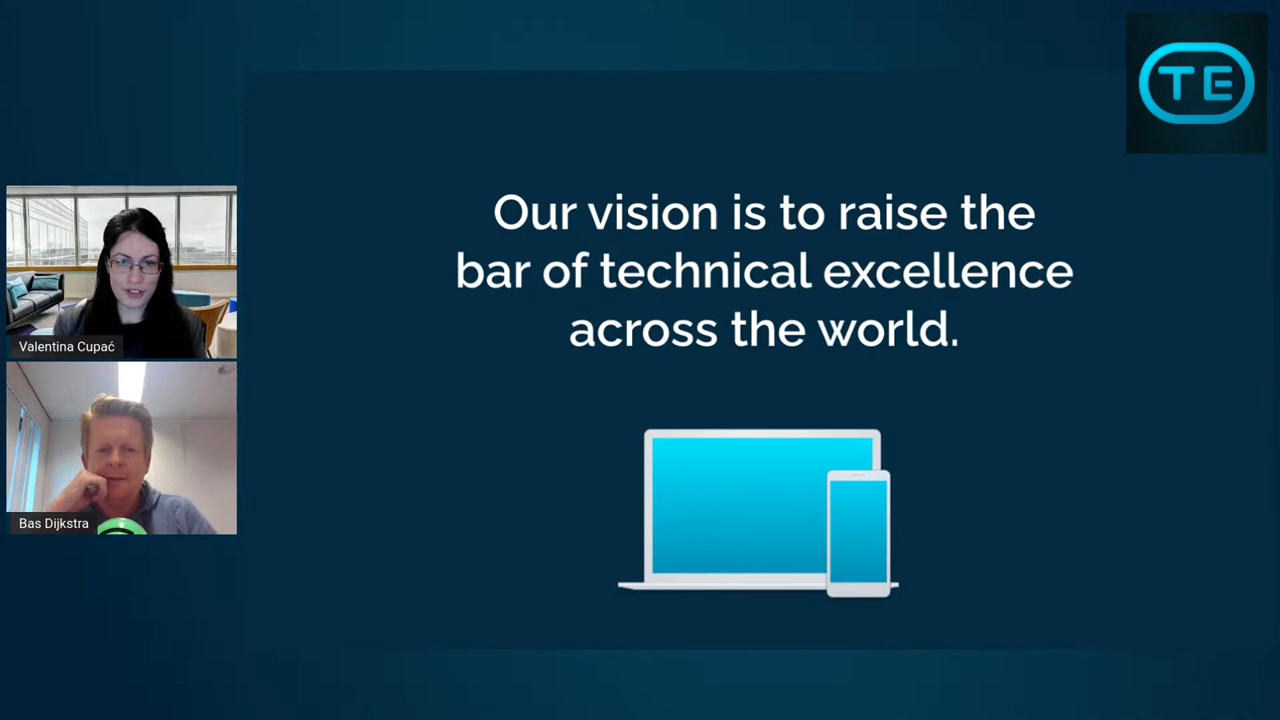 TE
Our vision is to raise the
bar of technical excellence
across the world.
Valentina Cupać
Bas Dijkstra